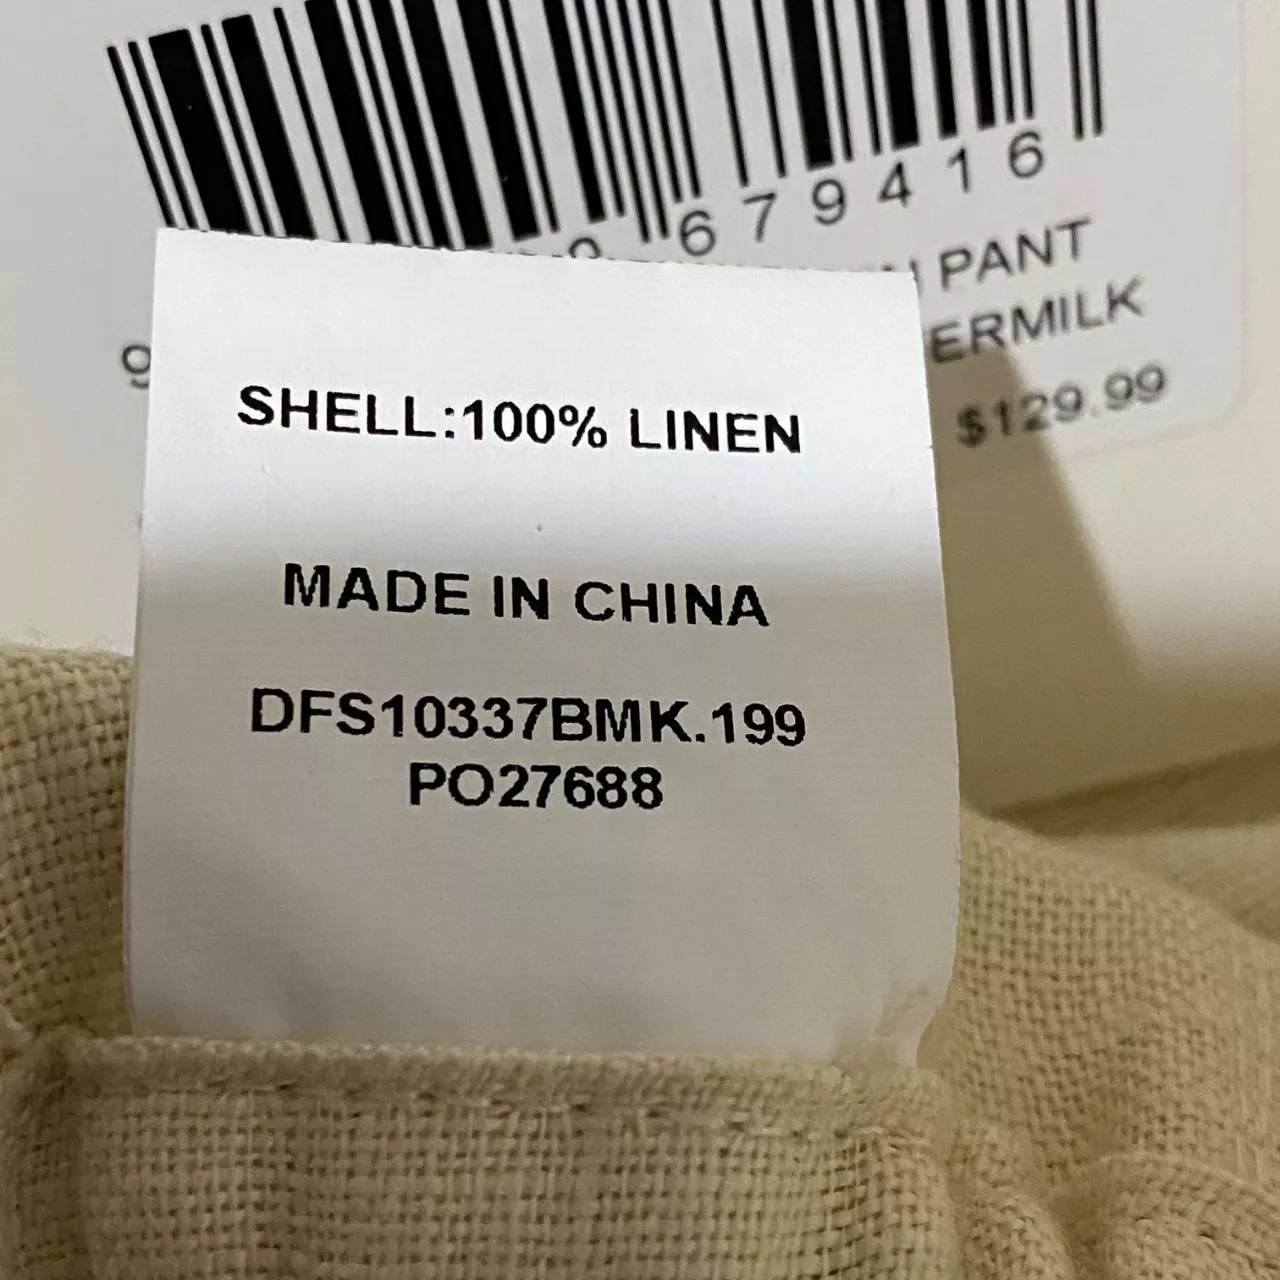 679416
PANT
ERMILK
$129.99
SHELL:100% LINEN
MADE IN CHINA
DFS10337BMK.199
PO27688